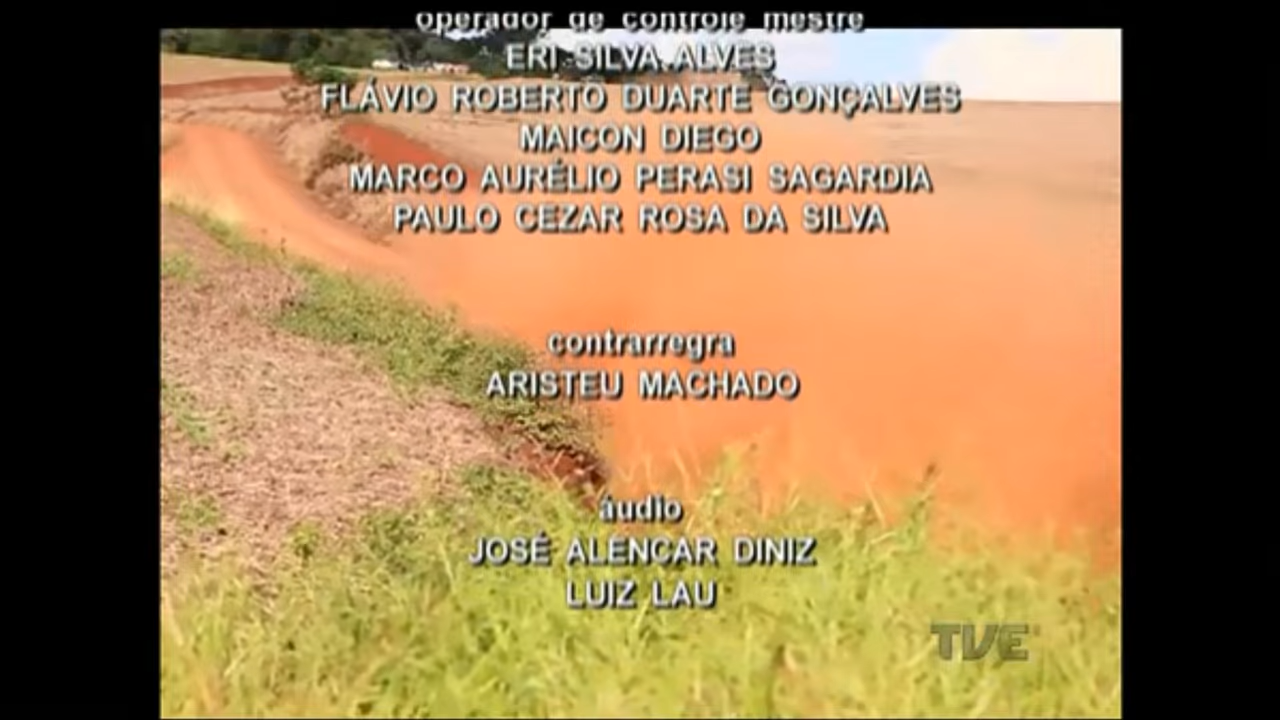 operador de controle mestre
ERI SILVA ALVES
FLÁVIO ROBERTO DUARTE GONÇALVES
MAICON DIEGO
MARCO AURÉLIO PERASI SAGARDIA
PAULO CEZAR ROSA DA SILVA
contrarregra
ARISTEU MACHADO
áudio
JOSÉ ALENCAR DINIZ
LUIZ LAU
TVE